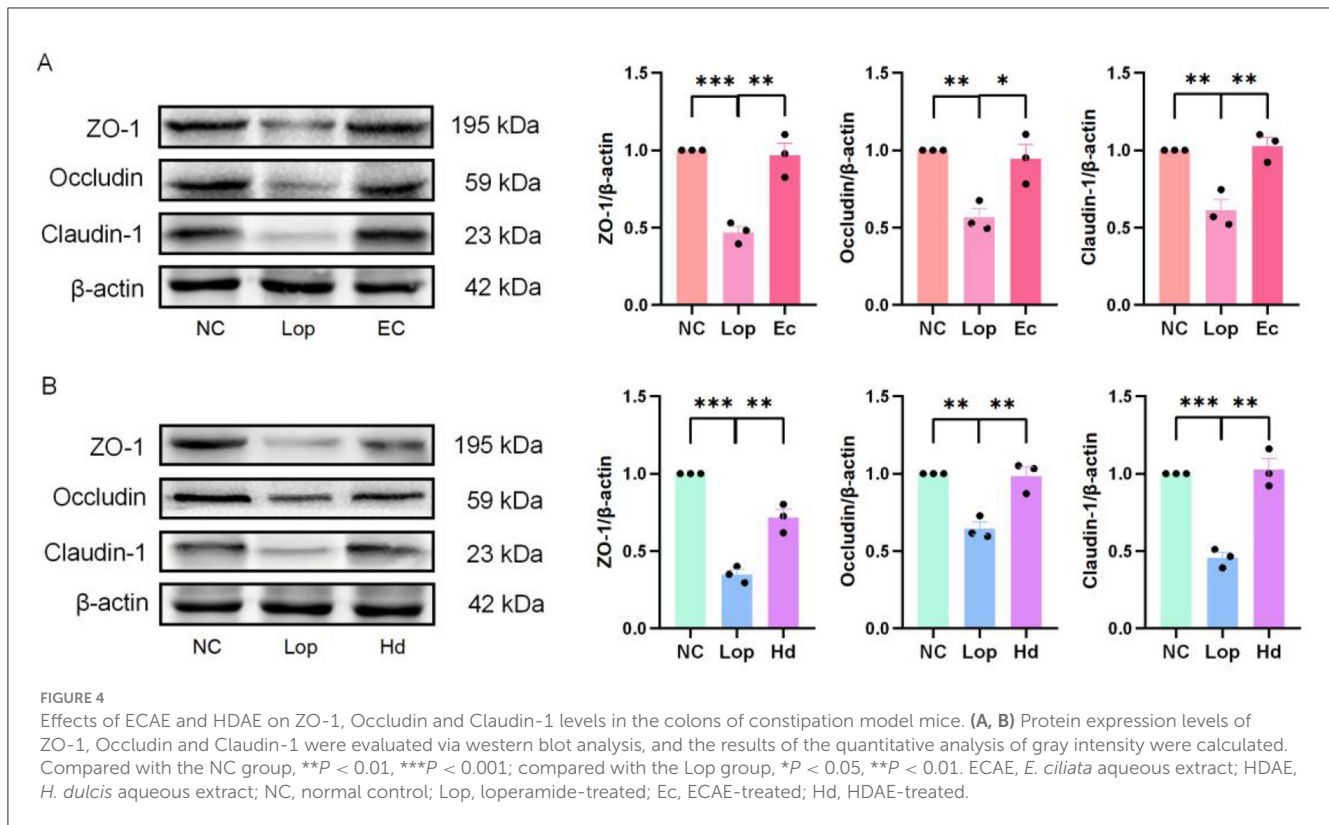 A
ZO-1
195 kDa
Occludin
59 kDa
Claudin-1
23 kDa
β-actin
42 kDa
NC Lop EC
ZO-1/β-actin
1.5
1.0
0.5
0.0
*** **
NC Lop Ec
Occludin/β-actin
1.5
1.0
0.5
0.0
** *
NC Lop Ec
Claudin-1/β-actin
1.5
1.0
0.5
0.0
** **
NC Lop Ec
B
ZO-1
195 kDa
Occludin
59 kDa
Claudin-1
23 kDa
β-actin
42 kDa
NC Lop Hd
ZO-1/β-actin
1.5
1.0
0.5
0.0
*** **
NC Lop Hd
Occludin/β-actin
1.5
1.0
0.5
0.0
** **
NC Lop Hd
Claudin-1/β-actin
1.5
1.0
0.5
0.0
*** **
NC Lop Hd
FIGURE 4
Effects of ECAE and HDAE on ZO-1, Occludin and Claudin-1 levels in the colons of constipation model mice. (A, B) Protein expression levels of
ZO-1, Occludin and Claudin-1 were evaluated via western blot analysis, and the results of the quantitative analysis of gray intensity were calculated.
Compared with the NC group, **P < 0.01, ***P < 0.001; compared with the Lop group, *P < 0.05, **P < 0.01. ECAE, E. ciliata aqueous extract; HDAE,
H. dulcis aqueous extract; NC, normal control; Lop, loperamide-treated; Ec, ECAE-treated; Hd, HDAE-treated.